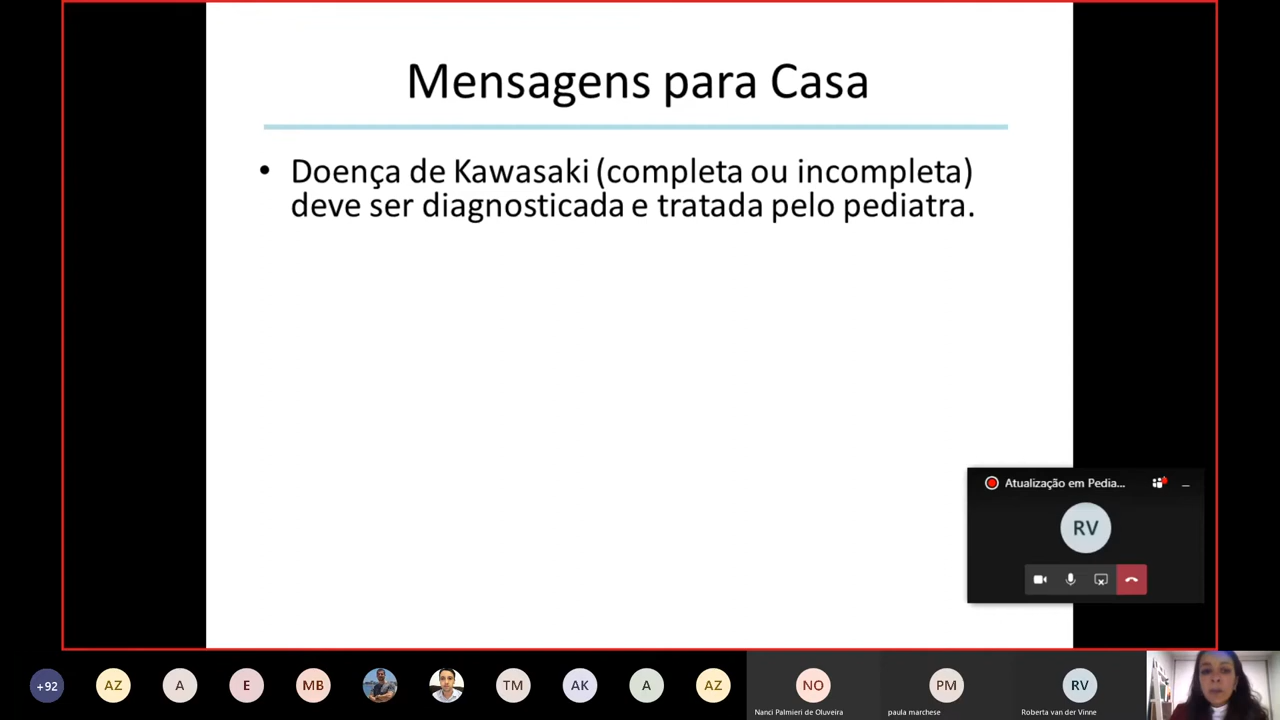 Mensagens para Casa
• Doença de Kawasaki (completa ou incompleta)
deve ser diagnosticada e tratada pelo pediatra.
Atualização em Pedia...
RV
+92
AZ
A
E
MB
TM
AK
A
AZ
NO
PM
RV
Nanci Palmieri de Oluveira
paula marchese
Roberta van der Vinne